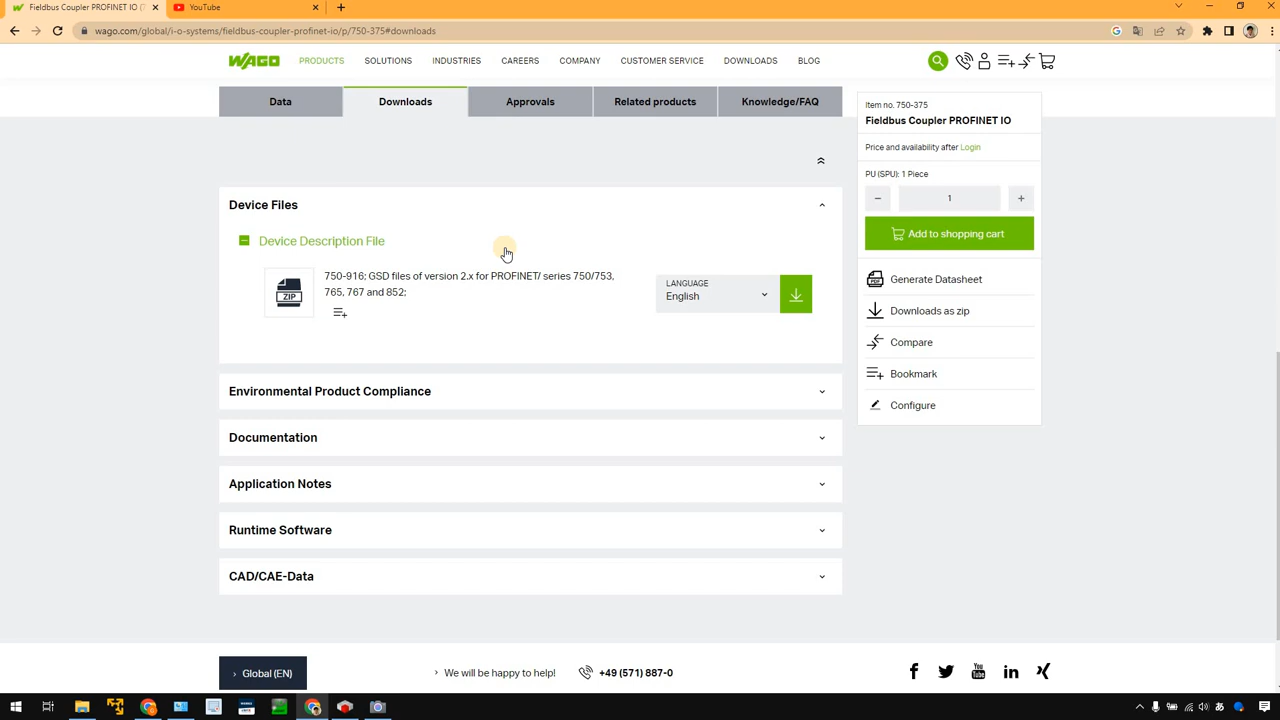 Fieldbus Coupler PROFINET IO (7
YouTube
wago.com/global/i-o-systems/fieldbus-coupler-profinet-io/p/750-375#downloads
WAGO
PRODUCTS
SOLUTIONS
INDUSTRIES
CAREERS
COMPANY
CUSTOMER SERVICE
DOWNLOADS
BLOG
Data
Downloads
Approvals
Related products
Knowledge/FAQ
Item no. 750-375
Fieldbus Coupler PROFINET IO
Price and availability after Login
PU (SPU): 1 Piece
1
Add to shopping cart
Generate Datasheet
Downloads as zip
Compare
Bookmark
Configure
Device Files
Device Description File
ZIP
750-916; GSD files of version 2.x for PROFINET/ series 750/753,
765, 767 and 852;
LANGUAGE
English
Environmental Product Compliance
Documentation
Application Notes
Runtime Software
CAD/CAE-Data
Global (EN)
We will be happy to help!
+49 (571) 887-0
あ